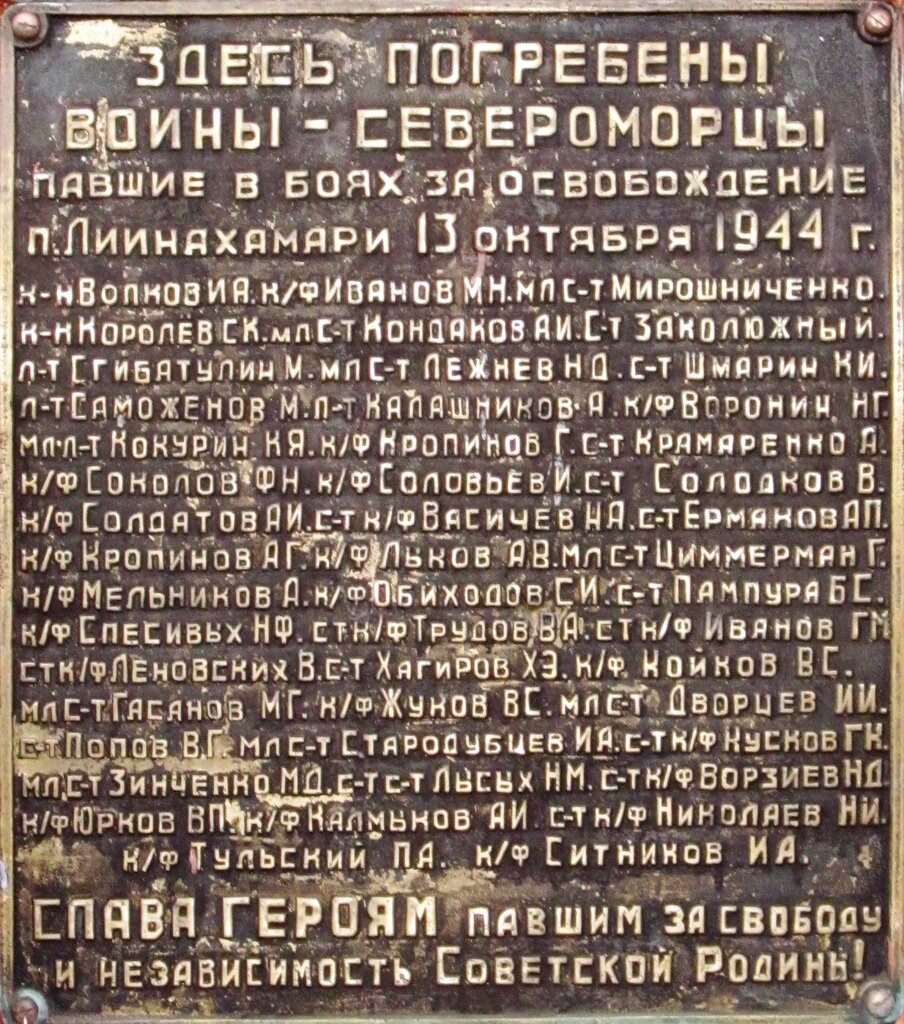 ЗДЕСЬ ПОГРЕБЕНЫ
ВОИНЫ - СЕВЕРОМОРЦЫ
ПАВШИЕ В БОЯХ ЗА ОСВОБОЖДЕНИЕ
П. ЛИИНАХАМАРИ 13 ОКТЯБРЯ 1944 Г.
К-Н ВОЛКОВ И А. К/Ф ИВАНОВ М Н. МЛ С-Т МИРОШНИЧЕНКО.
К-Н КОРОЛЁВ С К. МЛ С-Т КОНДАКОВ А И. С-Т ЗАКОЛЮЖНЫЙ.
Л-Т СГИБАТУЛИН М. МЛ С-Т ЛЕЖНЕВ Н Д. С-Т ШМАРИН К И.
Л-Т САМОЖЕНОВ М. Л-Т КАЛАШНИКОВ А. К/Ф ВОРОНИН Н Г.
МЛ Л-Т КОКУРИН К Я. К/Ф КРОПИНОВ Г. С-Т КРАМАРЕНКО А.
К/Ф СОКОЛОВ Ф Н. К/Ф СОЛОВЬЁВ И. С-Т СОЛОДКОВ В.
К/Ф СОЛДАТОВ А И. С-Т К/Ф ВАСИЧЕВ Н А. С-Т ЕРМАКОВ А П.
К/Ф КРОПИНОВ А Г. К/Ф ЛЬКОВ А В. МЛ С-Т ЦИММЕРМАН Г.
К/Ф МЕЛЬНИКОВ А. К/Ф ОБИХОДОВ С И. С-Т ПАМПУРА Б С.
К/Ф СПЕСИВЫХ Н Ф. СТ К/Ф ТРУДОВ В А. СТ К/Ф ИВАНОВ Г М
СТ К/Ф ЛЕНОВСКИХ В. С-Т ХАГИРОВ Х Э. К/Ф КОЙКОВ В С.
МЛ С-Т ГАСАНОВ М Г. К/Ф ЖУКОВ В С. МЛ С-Т ДВОРЦЕВ И И.
С-Т ПОПОВ В Г. МЛ С-Т СТАРОДУБЦЕВ И А. С-Т К/Ф КУСКОВ Г К.
МЛ С-Т ЗИНЧЕНКО М Д. С-Т С-Т ЛЫСЫХ Н М. С-Т К/Ф ВОРЗИЕВ Н Д
К/Ф ЮРКОВ В П. К/Ф КАЛМЫКОВ А И. С-Т К/Ф НИКОЛАЕВ Н И.
К/Ф ТУЛЬСКИЙ П А. К/Ф СИТНИКОВ И А.
СЛАВА ГЕРОЯМ ПАВШИМ ЗА СВОБОДУ
И НЕЗАВИСИМОСТЬ СОВЕТСКОЙ РОДИНЫ!